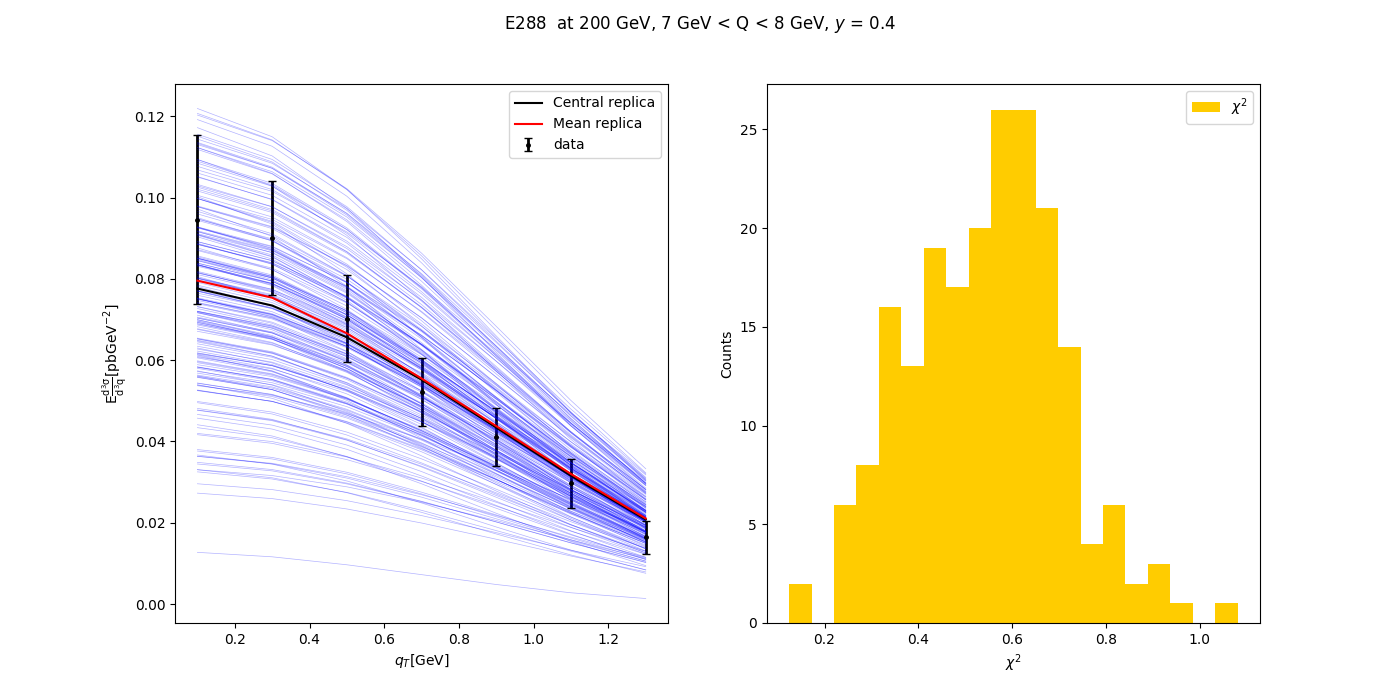 E288 at 200 GeV, 7 GeV < Q < 8 GeV, y = 0.4
Central replica
Mean replica
data
0.12
0.10
0.08
0.06
0.04
0.02
0.00
E d³σ/d³q [pbGeV⁻²]
0.2 0.4 0.6 0.8 1.0 1.2
q_T[GeV]
χ²
25
20
15
10
5
0
Counts
0.2 0.4 0.6 0.8 1.0
χ²